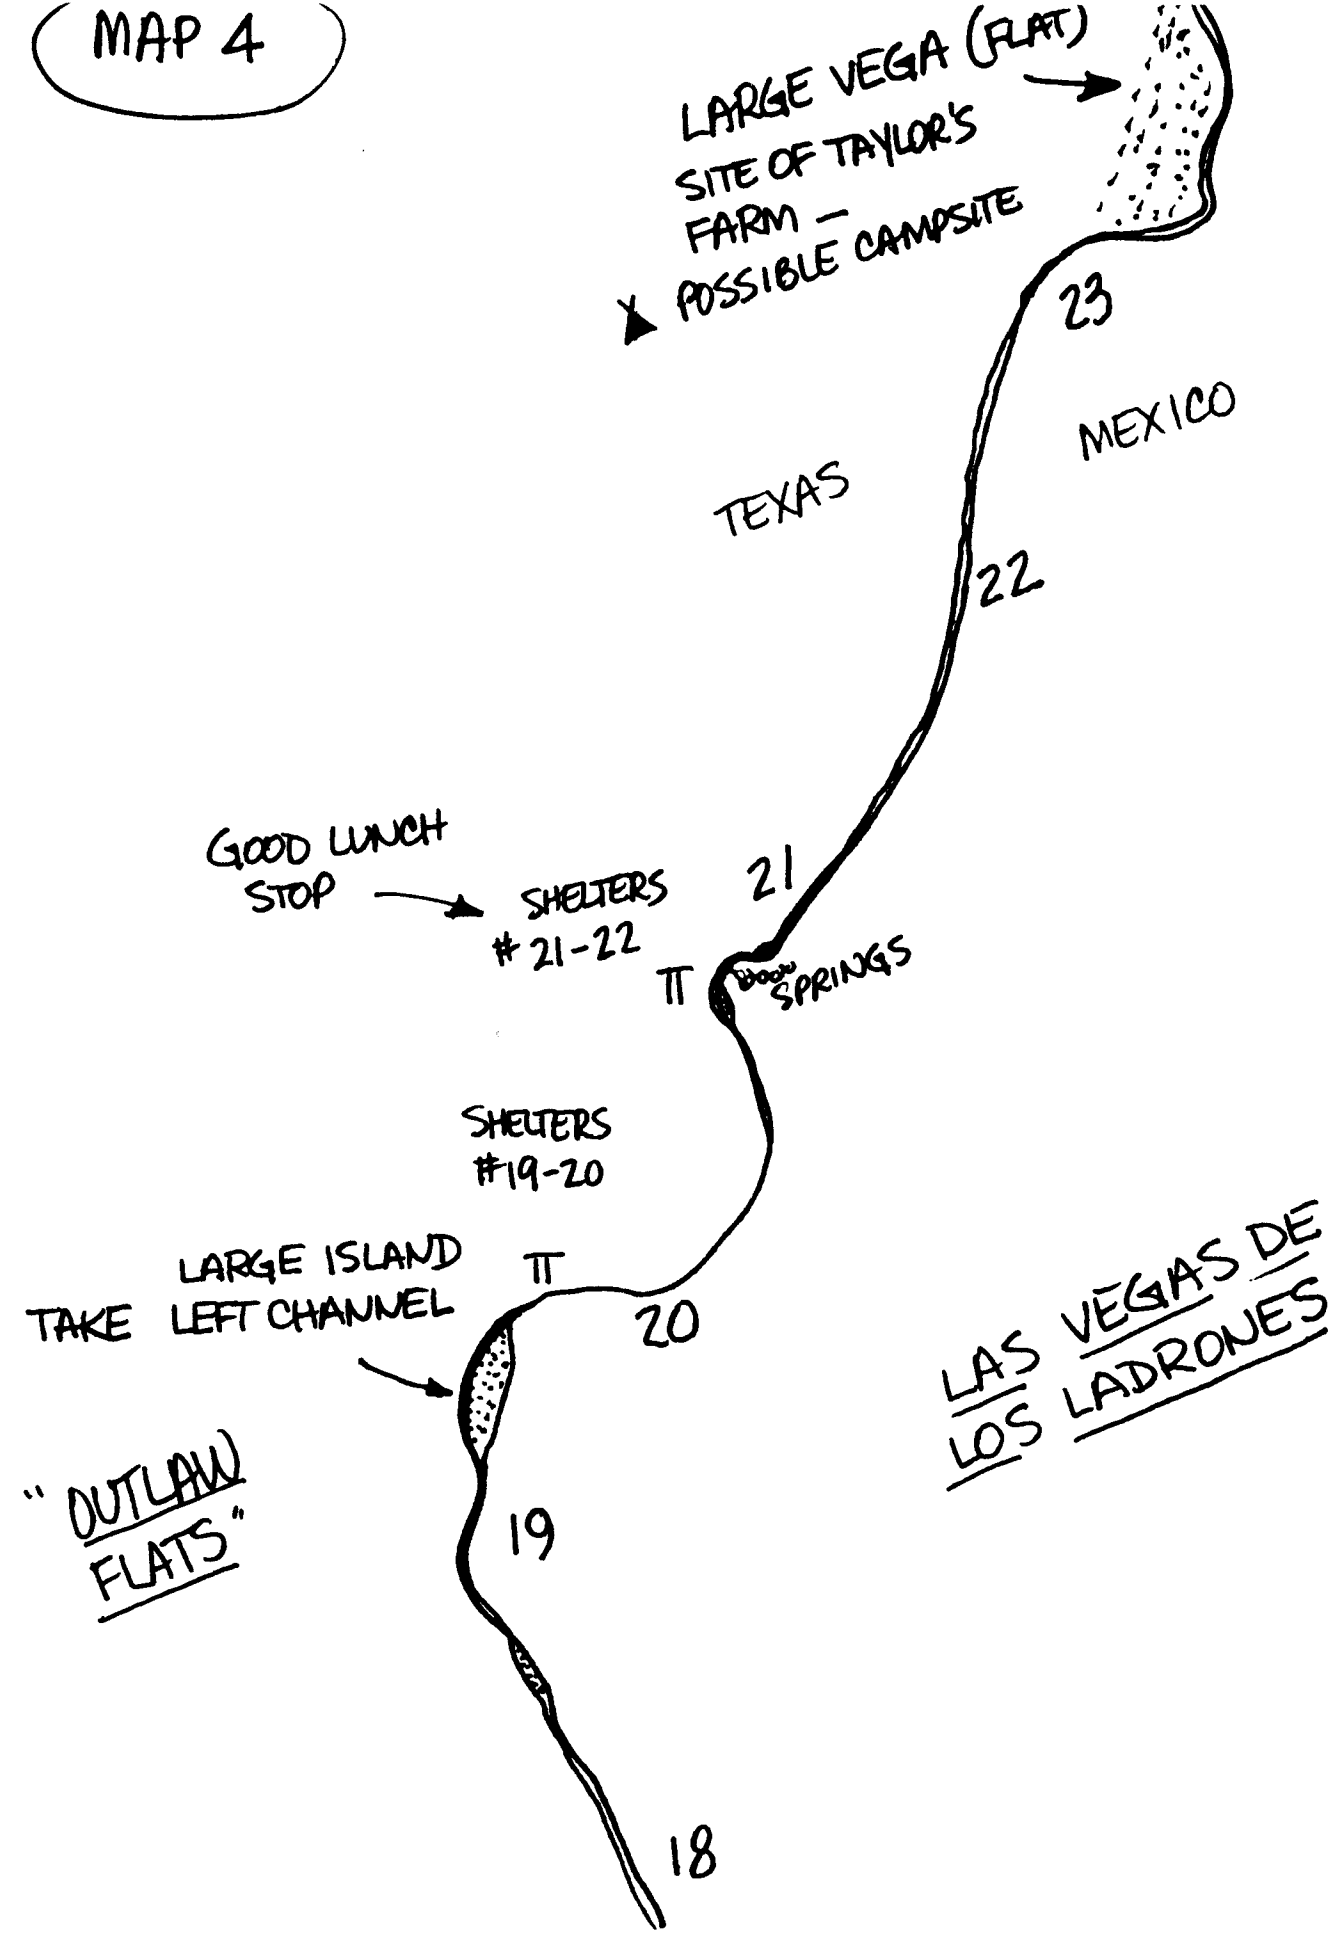 MAP 4
LARGE VEGA (FLAT)
SITE OF TAYLOR'S
FARM –
POSSIBLE CAMPSITE
23
MEXICO
TEXAS
22
GOOD LUNCH
STOP
SHELTERS
# 21-22
21
SPRINGS
SHELTERS
#19-20
LARGE ISLAND
TAKE LEFT CHANNEL
20
LAS VEGAS DE
LOS LADRONES
"OUTLAW
FLATS"
19
18